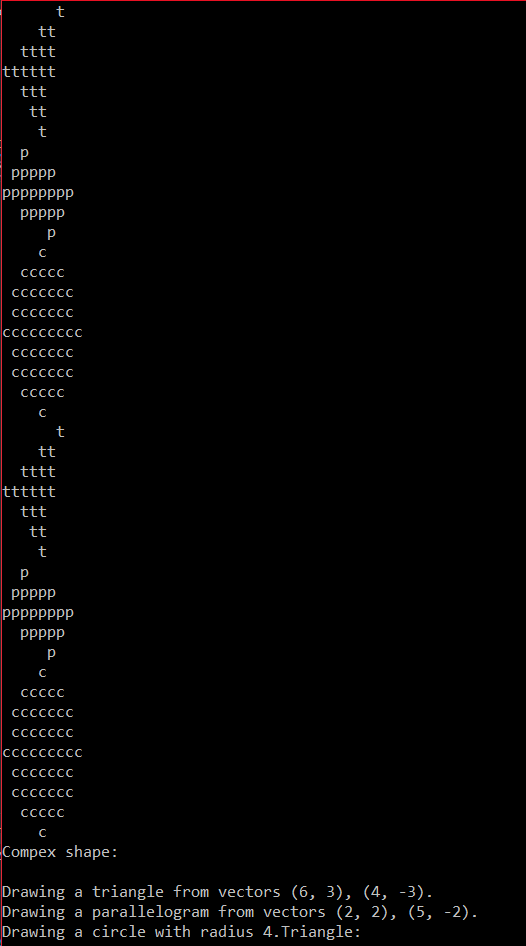 t
    tt
  tttt
tttttt
  ttt
   tt
    t
  p
 ppppp
pppppppp
  ppppp
     p
    c
  ccccc
 ccccccc
 ccccccc
ccccccccc
 ccccccc
 ccccccc
  ccccc
    c
      t
    tt
  tttt
tttttt
  ttt
   tt
    t
  p
 ppppp
pppppppp
  ppppp
     p
    c
  ccccc
 ccccccc
 ccccccc
ccccccccc
 ccccccc
 ccccccc
  ccccc
    c
Compex shape:

Drawing a triangle from vectors (6, 3), (4, -3).
Drawing a parallelogram from vectors (2, 2), (5, -2).
Drawing a circle with radius 4.Triangle: